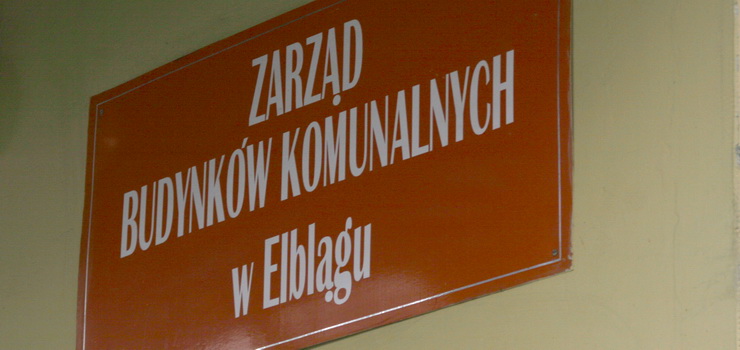 ZARZĄD
BUDYNKÓW KOMUNALNYCH
w Elblągu